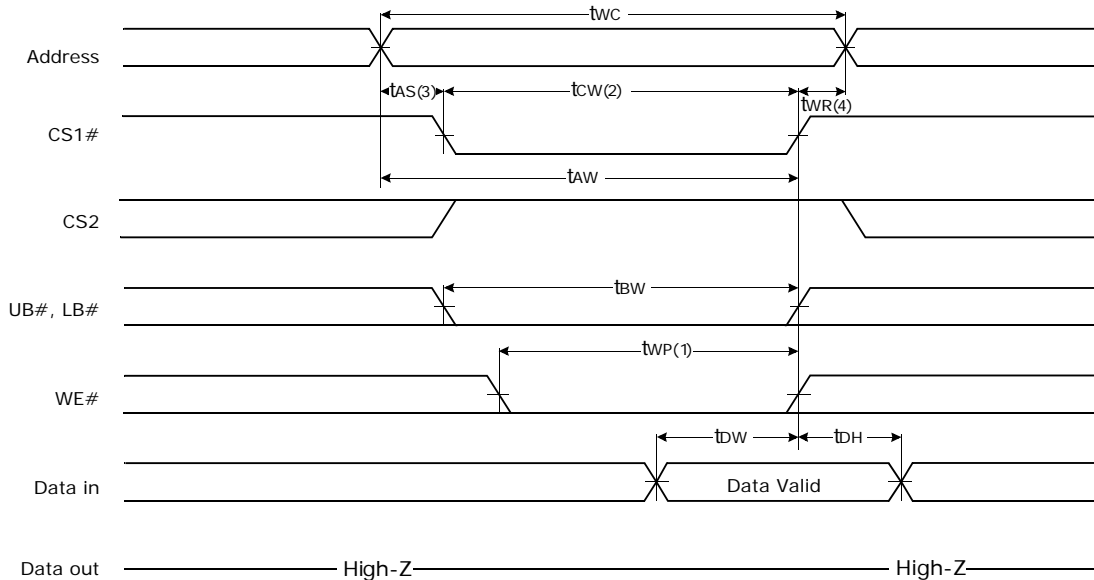 tWC
Address
tAS(3)
tCW(2)
tWR(4)
CS1#
tAW
CS2
tBW
UB#, LB#
tWP(1)
WE#
tDW
tDH
Data in
Data Valid
Data out
High-Z
High-Z